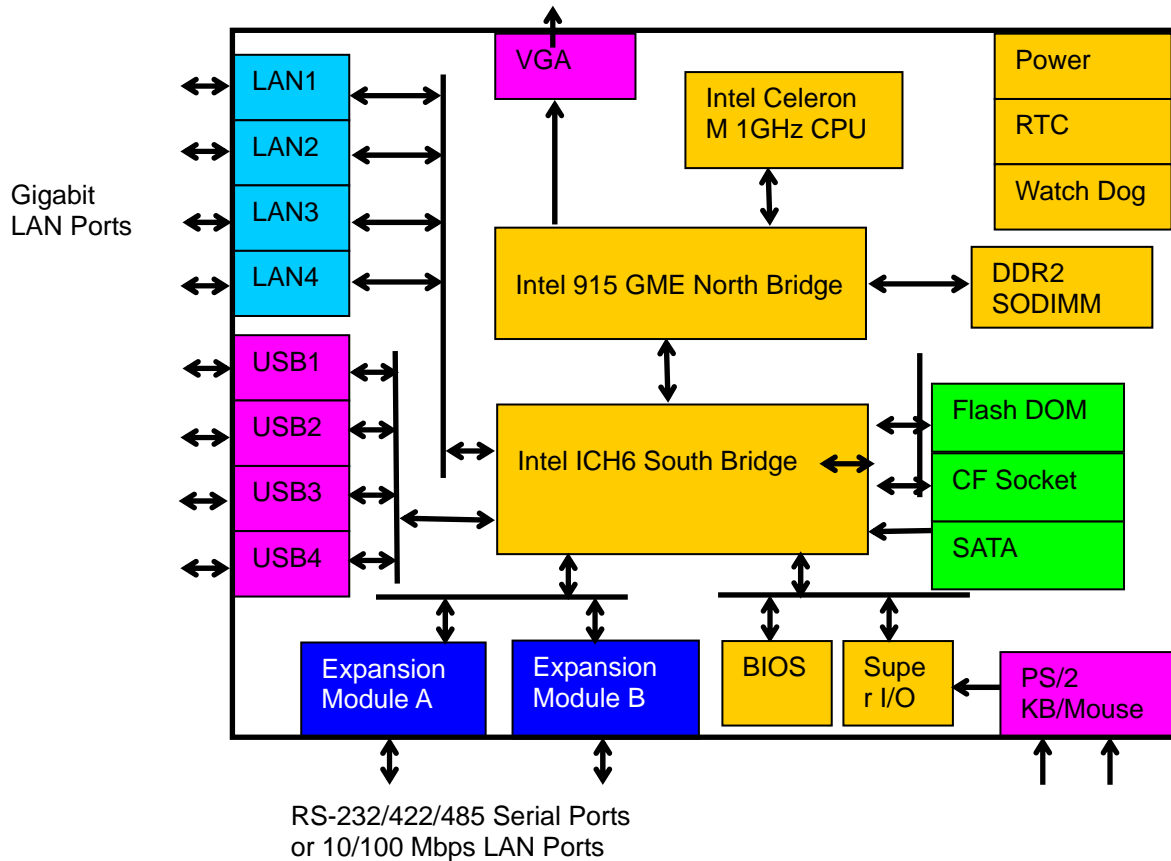 VGA
Power
LAN1
Intel Celeron
M 1GHz CPU
RTC
LAN2
Watch Dog
Gigabit
LAN Ports
LAN3
LAN4
Intel 915 GME North Bridge
DDR2
SODIMM
USB1
USB2
USB3
USB4
Intel ICH6 South Bridge
Flash DOM
CF Socket
SATA
Expansion
Module A
Expansion
Module B
BIOS
Supe
r I/O
PS/2
KB/Mouse
RS-232/422/485 Serial Ports
or 10/100 Mbps LAN Ports